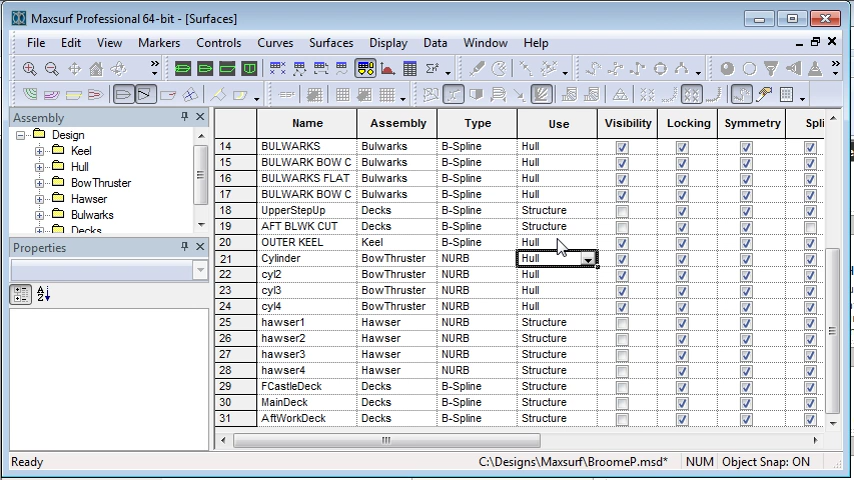 Maxsurf Professional 64-bit - [Surfaces]
File Edit View Markers Controls Curves Surfaces Display Data Window Help
Assembly
Design
Keel
Hull
BowThruster
Hawser
Bulwarks
Decks
Properties
Name Assembly Type Use Visibility Locking Symmetry Spli
14 BULWARKS Bulwarks B-Spline Hull
15 BULWARK BOW C Bulwarks B-Spline Hull
16 BULWARKS FLAT Bulwarks B-Spline Hull
17 BULWARK BOW C Bulwarks B-Spline Hull
18 UpperStepUp Decks B-Spline Structure
19 AFT BLWK CUT Decks B-Spline Structure
20 OUTER KEEL Keel B-Spline Hull
21 Cylinder BowThruster NURB Hull
22 cyl2 BowThruster NURB Hull
23 cyl3 BowThruster NURB Hull
24 cyl4 BowThruster NURB Hull
25 hawser1 Hawser NURB Structure
26 hawser2 Hawser NURB Structure
27 hawser3 Hawser NURB Structure
28 hawser4 Hawser NURB Structure
29 FCastleDeck Decks B-Spline Structure
30 MainDeck Decks B-Spline Structure
31 AftWorkDeck Decks B-Spline Structure
Ready C:\Designs\Maxsurf\BroomeP.msd* NUM Object Snap: ON